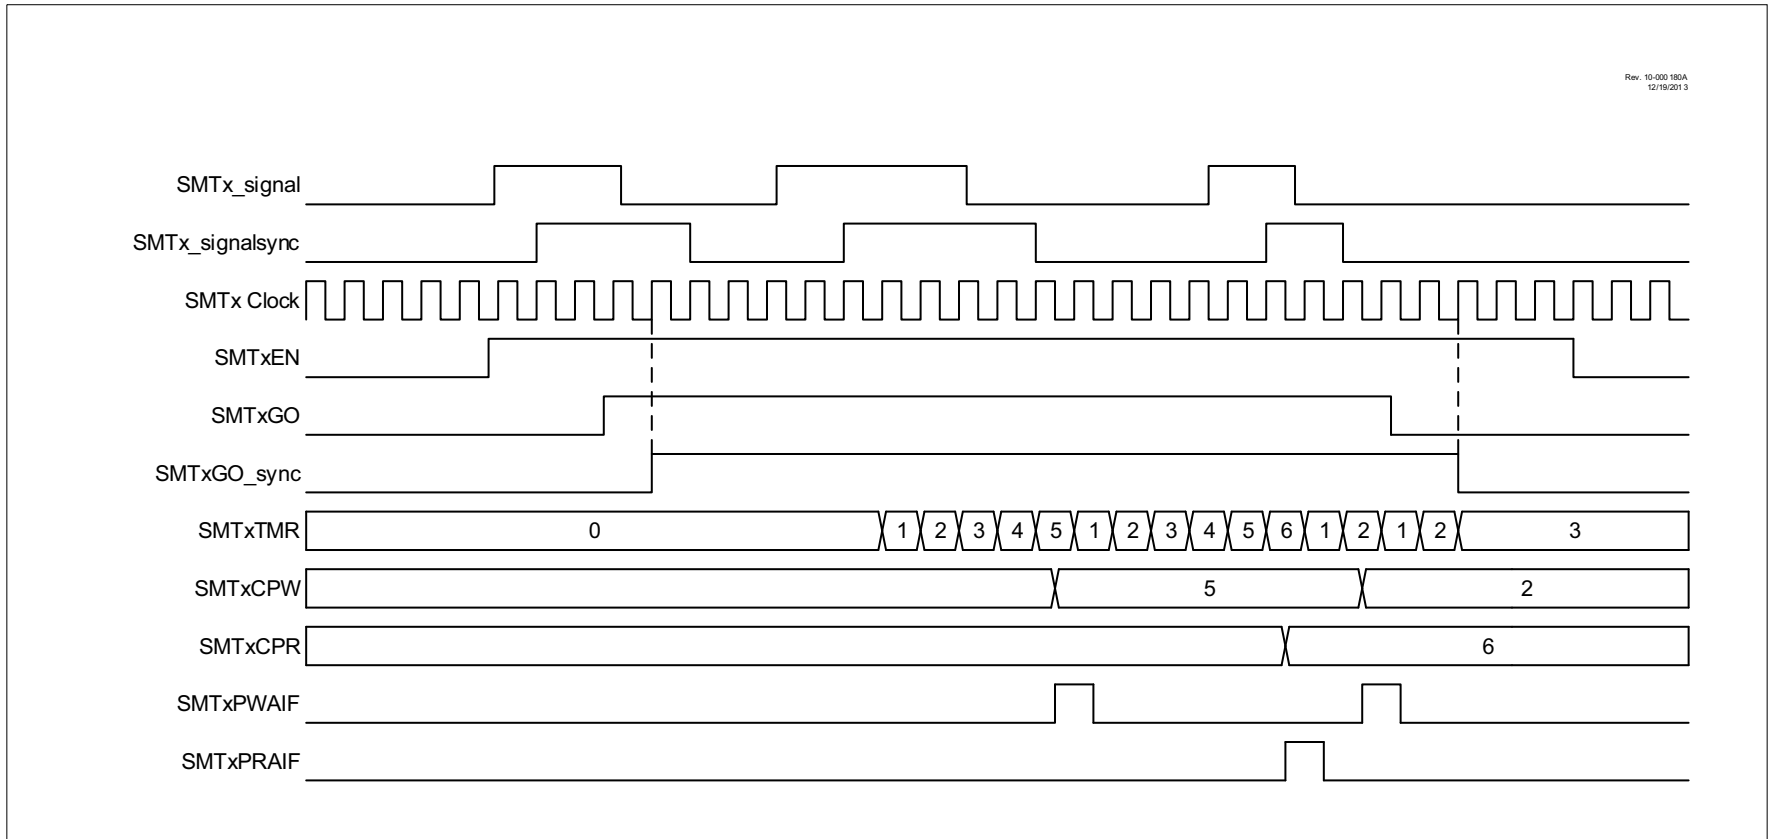 Rev. 10-000 180A
12/19/201 3
SMTx_signal
SMTx_signalsync
SMTx Clock
SMTxEN
SMTxGO
SMTxGO_sync
SMTxTMR 0 1 2 3 4 5 1 2 3 4 5 6 1 2 1 2 3
SMTxCPW 5 2
SMTxCPR 6
SMTxPWAIF
SMTxPRAIF